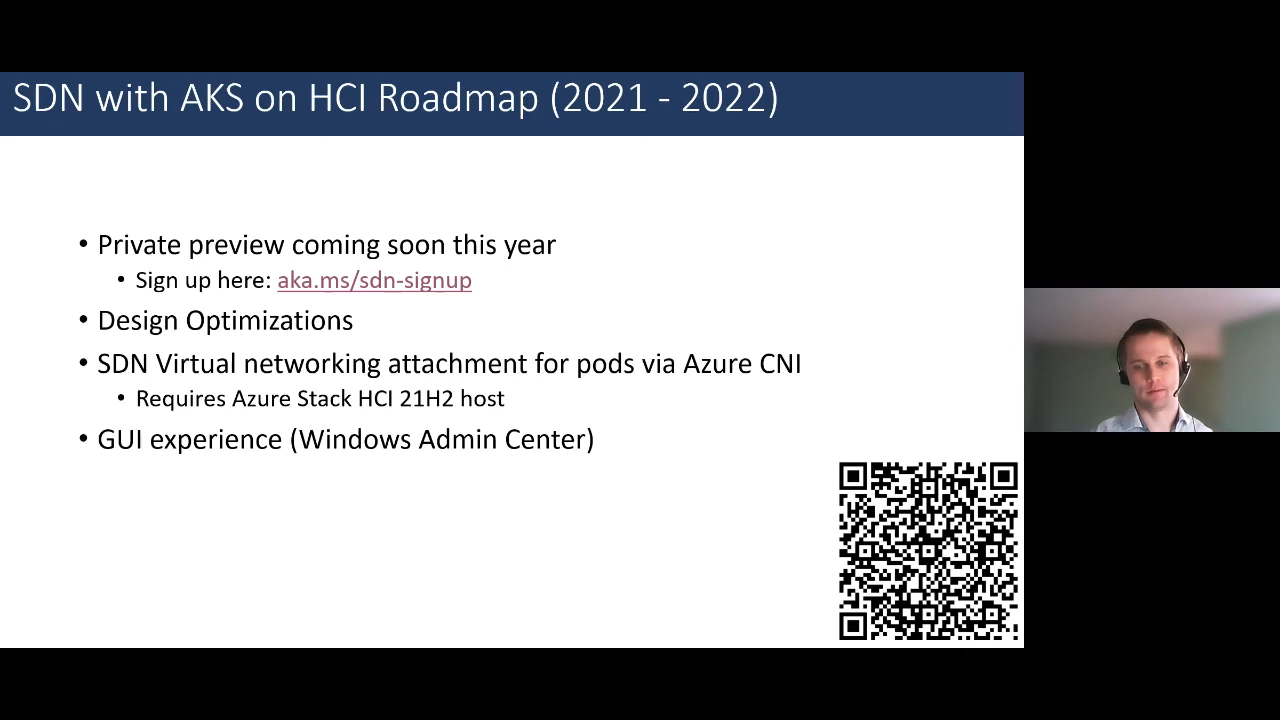 SDN with AKS on HCI Roadmap (2021 - 2022)
• Private preview coming soon this year
• Sign up here: aka.ms/sdn-signup
• Design Optimizations
• SDN Virtual networking attachment for pods via Azure CNI
• Requires Azure Stack HCI 21H2 host
• GUI experience (Windows Admin Center)